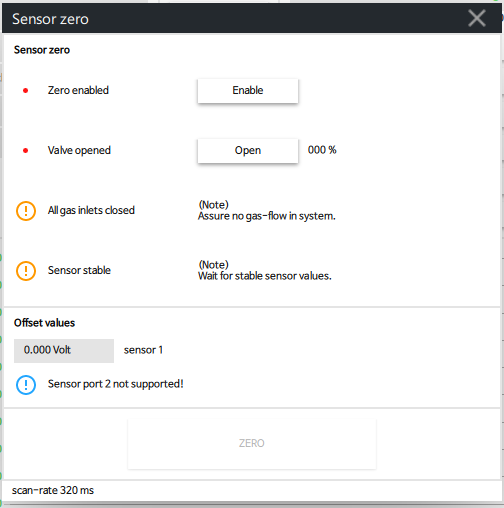 Sensor zero
Sensor zero
Zero enabled Enable
Valve opened Open 000 %
All gas inlets closed (Note)
Assure no gas-flow in system.
Sensor stable (Note)
Wait for stable sensor values.
Offset values
0.000 Volt sensor 1
Sensor port 2 not supported!
ZERO
scan-rate 320 ms